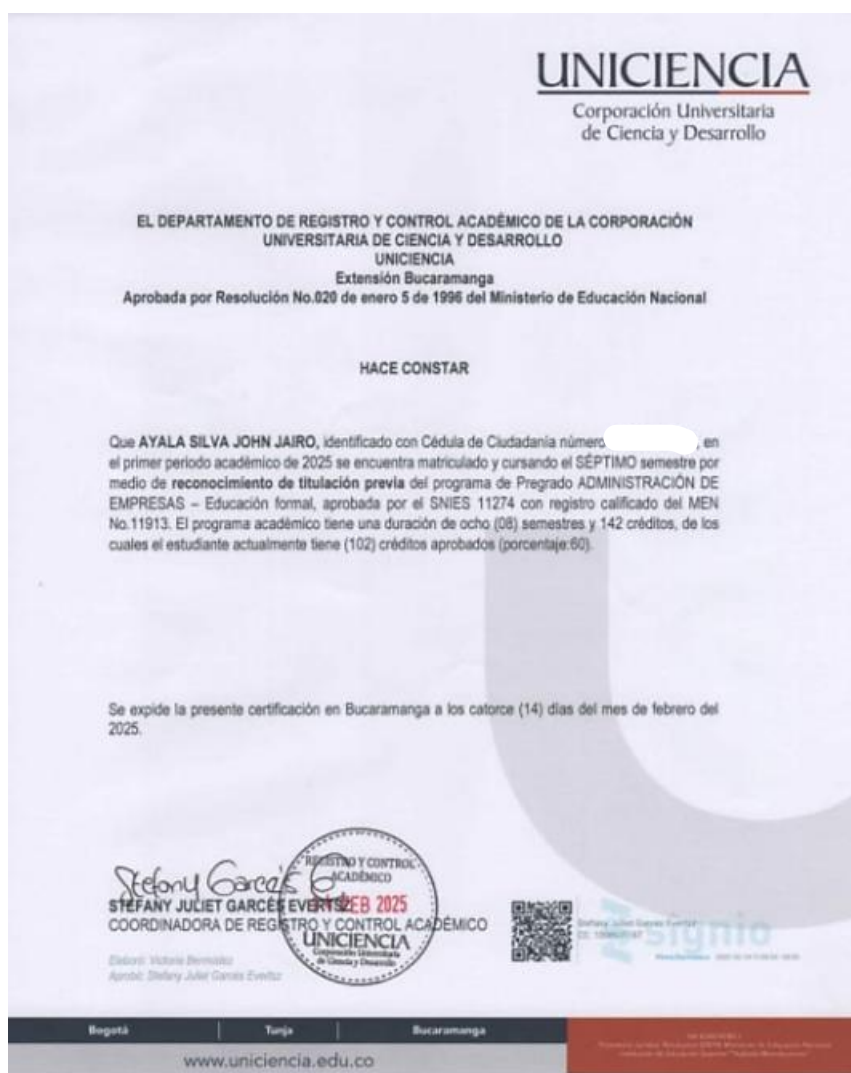 UNICIENCIA
Corporación Universitaria
de Ciencia y Desarrollo
EL DEPARTAMENTO DE REGISTRO Y CONTROL ACADÉMICO DE LA CORPORACIÓN
UNIVERSITARIA DE CIENCIA Y DESARROLLO
UNICIENCIA
Extensión Bucaramanga
Aprobada por Resolución No.020 de enero 5 de 1996 del Ministerio de Educación Nacional
HACE CONSTAR
Que AYALA SILVA JOHN JAIRO, identificado con Cédula de Ciudadanía número , en
el primer periodo académico de 2025 se encuentra matriculado y cursando el SÉPTIMO semestre por
medio de reconocimiento de titulación previa del programa de Pregrado ADMINISTRACIÓN DE
EMPRESAS – Educación formal, aprobada por el SNIES 11274 con registro calificado del MEN
No.11913. El programa académico tiene una duración de ocho (08) semestres y 142 créditos, de los
cuales el estudiante actualmente tiene (102) créditos aprobados (porcentaje:60).
Se expide la presente certificación en Bucaramanga a los catorce (14) días del mes de febrero del
2025.
Stefany Garcés E
REGISTRO Y CONTROL
ACADÉMICO
FEB 2025
UNICIENCIA
Corporación Universitaria
de Ciencia y Desarrollo
STEFANY JULIET GARCÉS
COORDINADORA DE REGISTRO Y CONTROL ACADÉMICO
Elaboró: Victoria Bermúdez
Aprobó: Stefany Juliet Garcés Evertsz
signio
Bogotá Tunja Bucaramanga
www.uniciencia.edu.co